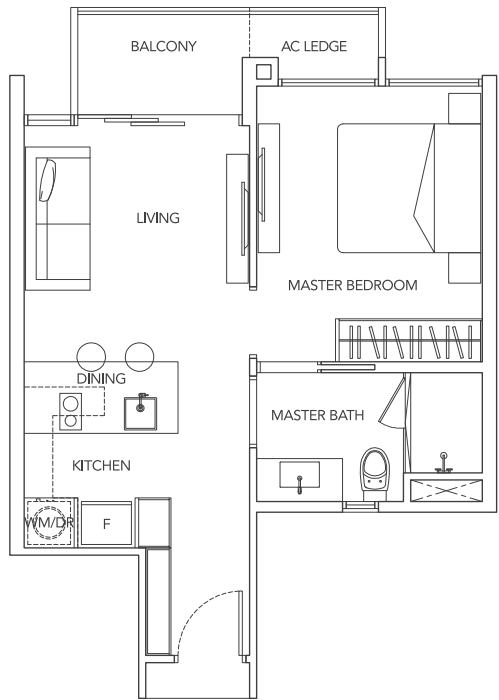 BALCONY
AC LEDGE
LIVING
MASTER BEDROOM
DINING
MASTER BATH
KITCHEN
WM/DR
F